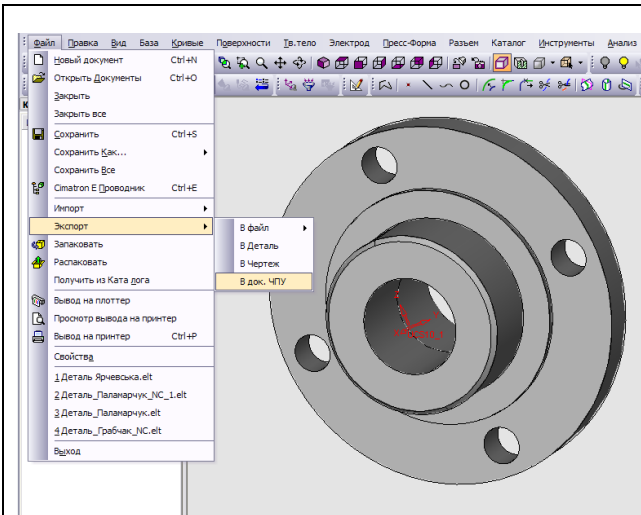 Файл Правка Вид База Кривые Поверхности Тв.тело Электрод Пресс-Форма Разъем Каталог Инструменты Анализ
Новый документ Ctrl+N
Открыть Документы Ctrl+O
Закрыть
Закрыть все
Сохранить Ctrl+S
Сохранить Как...
Сохранить Все
Cimatron E Проводник Ctrl+E
Импорт
Экспорт
В файл
Запаковать
В Деталь
Распаковать
В Чертеж
Получить из Ката лога
В док. ЧПУ
Вывод на плоттер
Просмотр вывода на принтер
Вывод на принтер Ctrl+P
Свойства
1 Деталь Ярчевська.elt
2 Деталь_Паламарчук_NC_1.elt
3 Деталь_Паламарчук.elt
4 Деталь_Грабчак_NC.elt
Выход